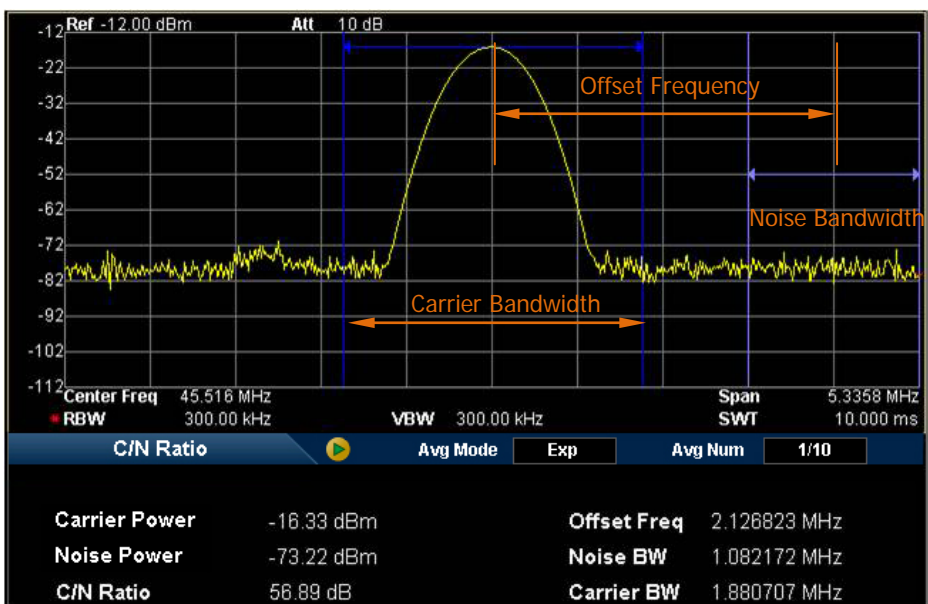 Ref -12.00 dBm Att 10 dB
-12
-22
-32
-42
-52
-62
-72
-82
-92
-102
-112
Offset Frequency
Noise Bandwidth
Carrier Bandwidth
Center Freq 45.516 MHz Span 5.3358 MHz
RBW 300.00 kHz VBW 300.00 kHz SWT 10.000 ms
C/N Ratio Avg Mode Exp Avg Num 1/10
Carrier Power -16.33 dBm Offset Freq 2.126823 MHz
Noise Power -73.22 dBm Noise BW 1.082172 MHz
C/N Ratio 56.89 dB Carrier BW 1.880707 MHz